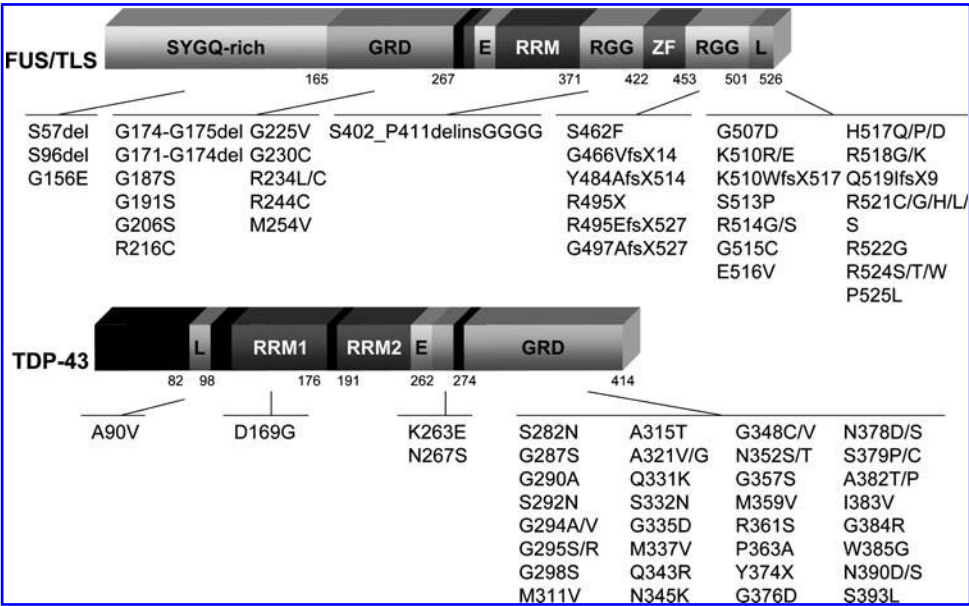 SYGQ-rich GRD E RRM RGG ZF RGG L
FUS/TLS
165 267 371 422 453 501 526
S57del
S96del
G156E
G174-G175del G225V
G171-G174del G230C
G187S R234L/C
G191S R244C
G206S M254V
R216C
S402_P411delinsGGGG
S462F
G466VfsX14
Y484AfsX514
R495X
R495EfsX527
G497AfsX527
G507D H517Q/P/D
K510R/E R518G/K
K510WfsX517 Q519IfsX9
S513P R521C/G/H/L/
R514G/S S
G515C R522G
E516V R524S/T/W
P525L
L RRM1 RRM2 E GRD
TDP-43
82 98 176 191 262 274 414
A90V
D169G
K263E
N267S
S282N A315T G348C/V N378D/S
G287S A321V/G N352S/T S379P/C
G290A Q331K G357S A382T/P
S292N S332N M359V I383V
G294A/V G335D R361S G384R
G295S/R M337V P363A W385G
G298S Q343R Y374X N390D/S
M311V N345K G376D S393L